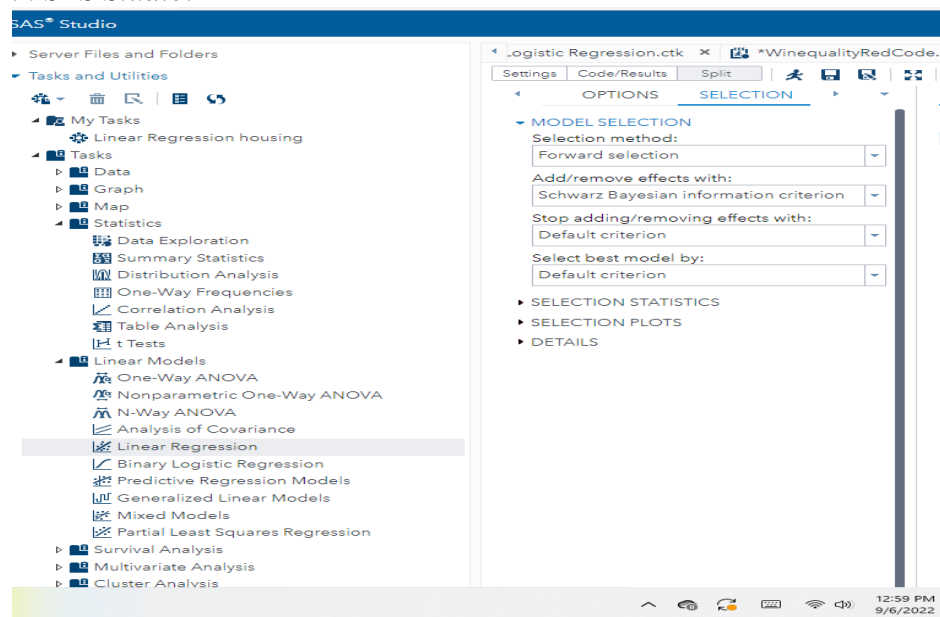 SAS® Studio
Server Files and Folders
Tasks and Utilities
My Tasks
Linear Regression housing
Tasks
Data
Graph
Map
Statistics
Data Exploration
Summary Statistics
Distribution Analysis
One-Way Frequencies
Correlation Analysis
Table Analysis
t Tests
Linear Models
One-Way ANOVA
Nonparametric One-Way ANOVA
N-Way ANOVA
Analysis of Covariance
Linear Regression
Binary Logistic Regression
Predictive Regression Models
Generalized Linear Models
Mixed Models
Partial Least Squares Regression
Survival Analysis
Multivariate Analysis
Cluster Analysis
ogistic Regression.ctk *WinequalityRedCode.
Settings Code/Results Split
OPTIONS SELECTION
MODEL SELECTION
Selection method:
Forward selection
Add/remove effects with:
Schwarz Bayesian information criterion
Stop adding/removing effects with:
Default criterion
Select best model by:
Default criterion
SELECTION STATISTICS
SELECTION PLOTS
DETAILS
12:59 PM
9/6/2022